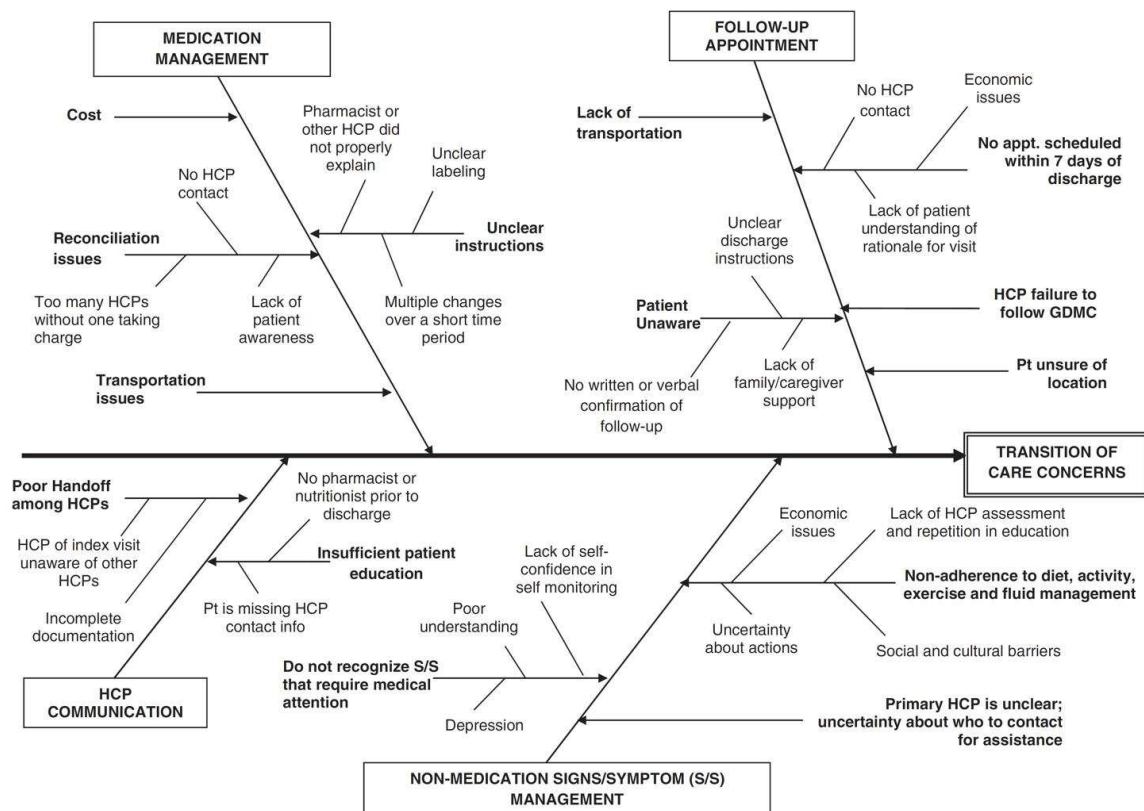 MEDICATION
MANAGEMENT
FOLLOW-UP
APPOINTMENT
Cost
Pharmacist or
other HCP did
not properly
explain
Unclear
labeling
No HCP
contact
Reconciliation
issues
Unclear
instructions
Too many HCPs
without one taking
charge
Lack of
patient
awareness
Multiple changes
over a short time
period
Transportation
issues
Lack of
transportation
No HCP
contact
Economic
issues
No appt. scheduled
within 7 days of
discharge
Lack of patient
understanding of
rationale for visit
Unclear
discharge
instructions
Patient
Unaware
HCP failure to
follow GDMC
No written or verbal
confirmation of
follow-up
Lack of
family/caregiver
support
Pt unsure of
location
TRANSITION OF
CARE CONCERNS
Poor Handoff
among HCPs
No pharmacist or
nutritionist prior to
discharge
HCP of index visit
unaware of other
HCPs
Insufficient patient
education
Incomplete
documentation
Pt is missing HCP
contact info
HCP
COMMUNICATION
Economic
issues
Lack of HCP assessment
and repetition in education
Lack of self-
confidence in
self monitoring
Non-adherence to diet, activity,
exercise and fluid management
Poor
understanding
Uncertainty
about actions
Social and cultural barriers
Do not recognize S/S
that require medical
attention
Depression
Primary HCP is unclear;
uncertainty about who to contact
for assistance
NON-MEDICATION SIGNS/SYMPTOM (S/S)
MANAGEMENT